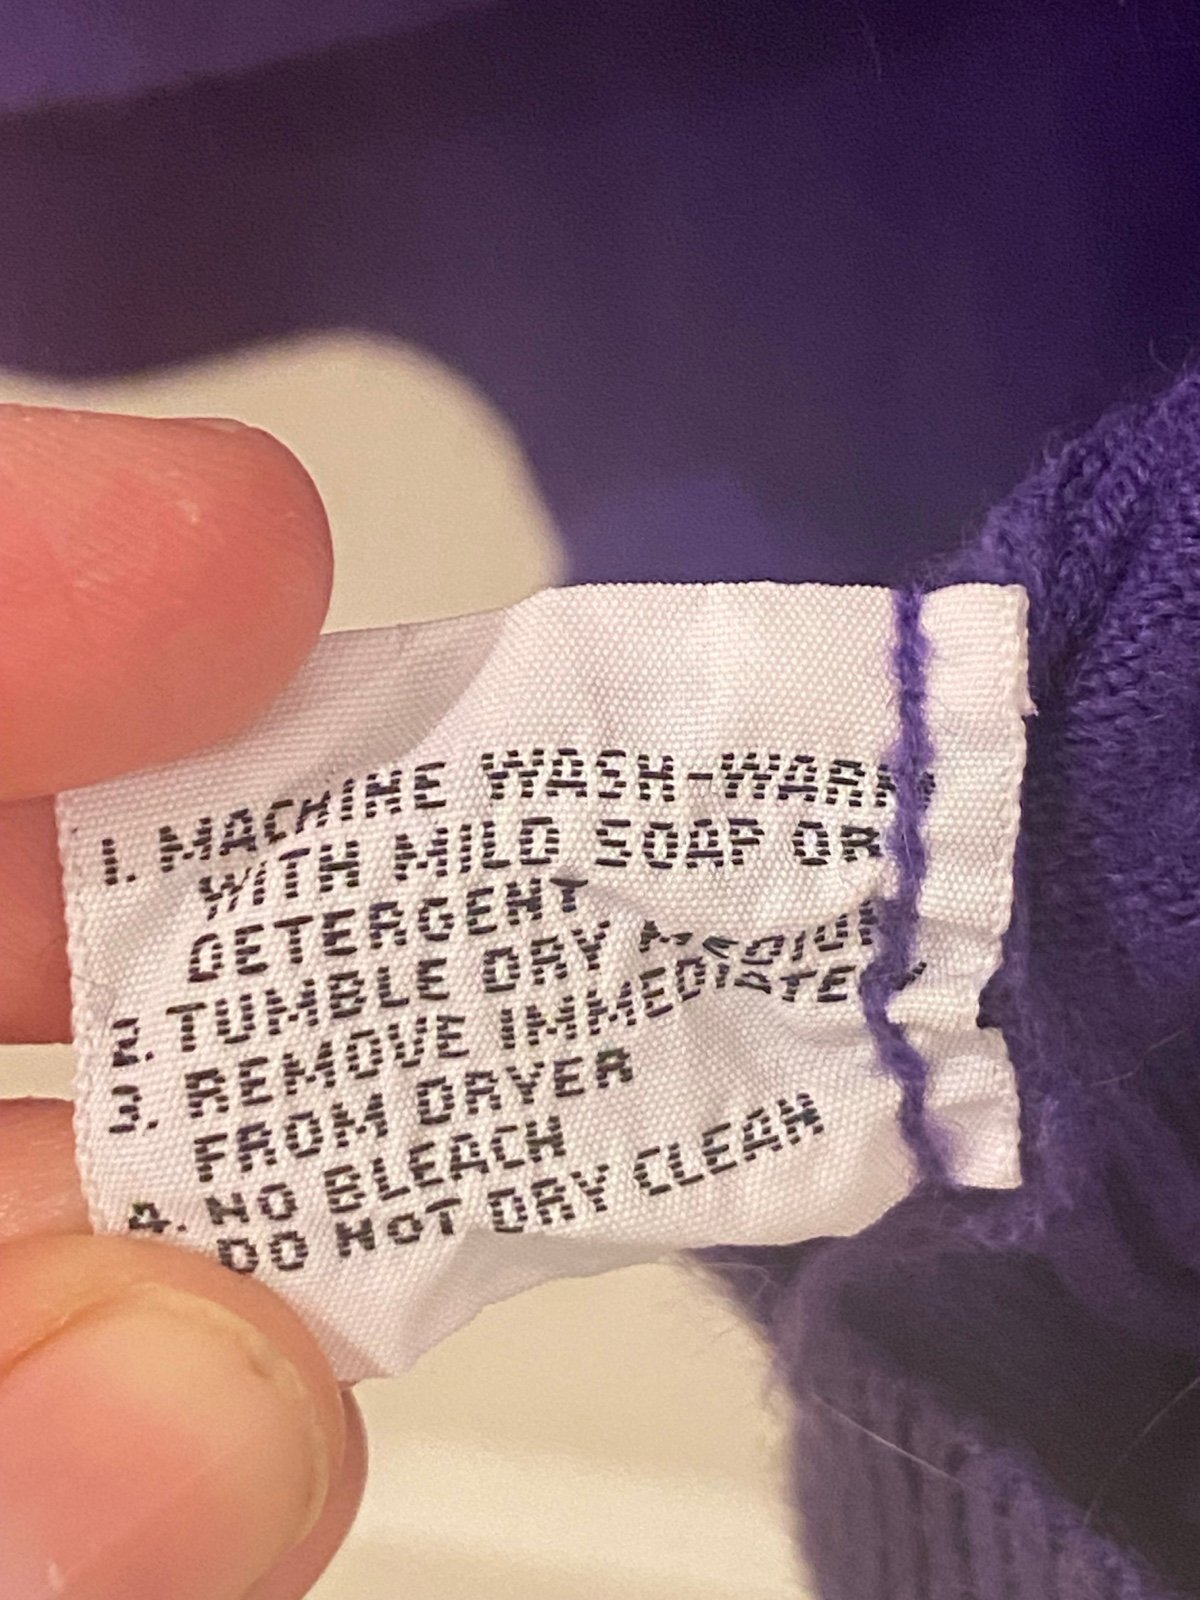 1. MACHINE WASH-WARM
WITH MILD SOAP OR
DETERGENT
2. TUMBLE DRY MEDIUM
3. REMOVE IMMEDIATELY
FROM DRYER
4. NO BLEACH
DO NOT DRY CLEAN